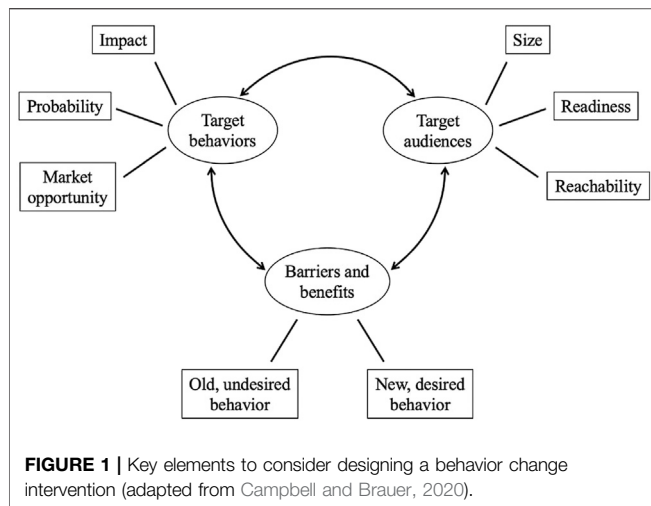 Impact
Size
Probability
Target
behaviors
Target
audiences
Readiness
Market
opportunity
Reachability
Barriers and
benefits
Old, undesired
behavior
New, desired
behavior
FIGURE 1 | Key elements to consider designing a behavior change
intervention (adapted from Campbell and Brauer, 2020).